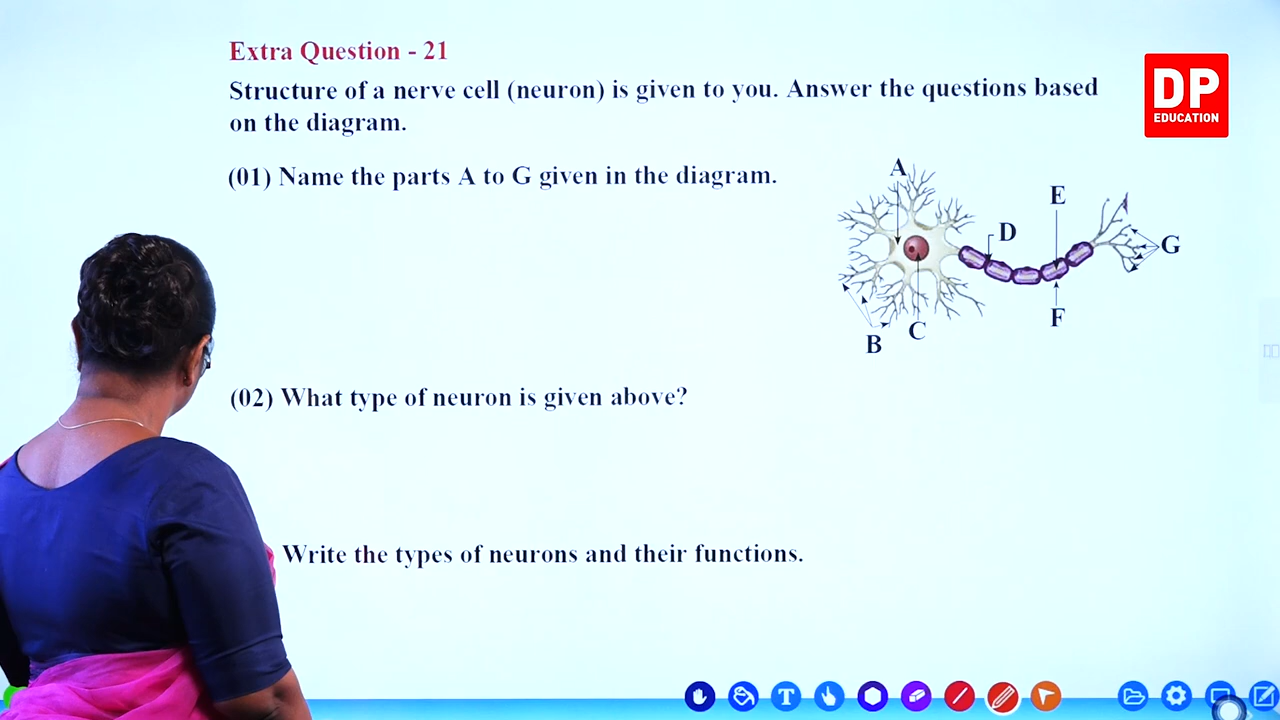 Extra Question - 21
DP
EDUCATION
Structure of a nerve cell (neuron) is given to you. Answer the questions based
on the diagram.
(01) Name the parts A to G given in the diagram.
A
E
D
G
F
C
B
(02) What type of neuron is given above?
Write the types of neurons and their functions.
T